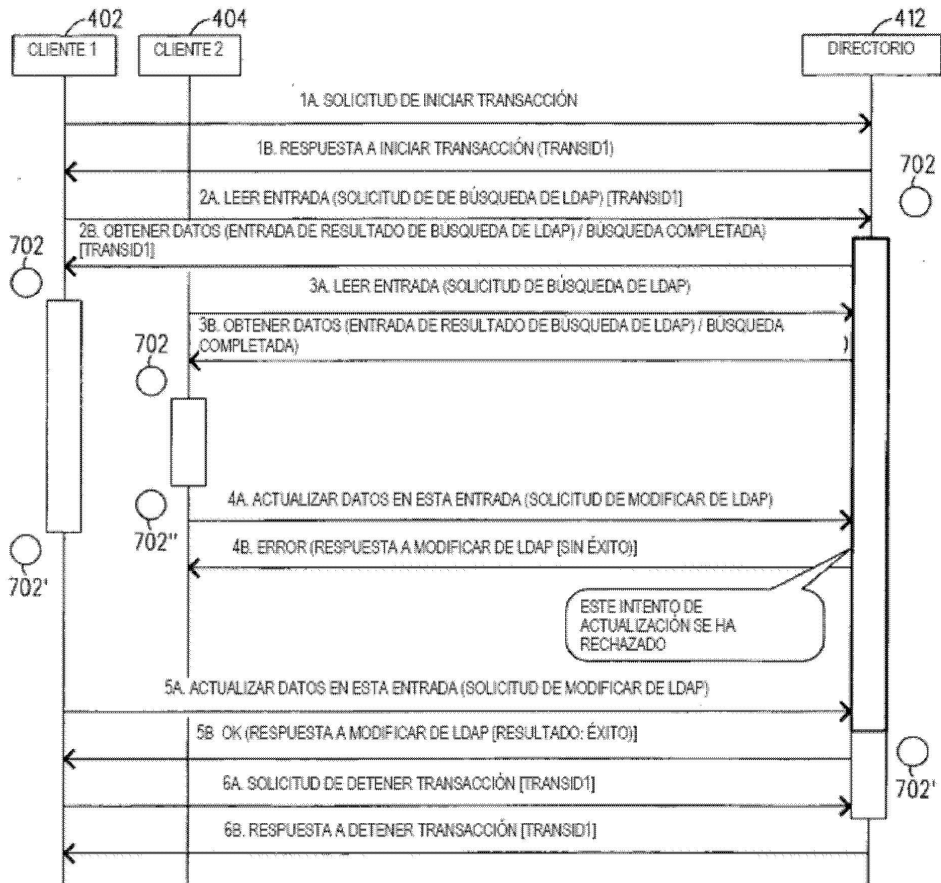 402
404
412
CLIENTE 1
CLIENTE 2
DIRECTORIO
1A. SOLICITUD DE INICIAR TRANSACCIÓN
1B. RESPUESTA A INICIAR TRANSACCIÓN (TRANSID1)
702
2A. LEER ENTRADA (SOLICITUD DE DE BÚSQUEDA DE LDAP) [TRANSID1]
2B. OBTENER DATOS (ENTRADA DE RESULTADO DE BÚSQUEDA DE LDAP) / BÚSQUEDA COMPLETADA)
[TRANSID1]
702
3A. LEER ENTRADA (SOLICITUD DE BÚSQUEDA DE LDAP)
3B. OBTENER DATOS (ENTRADA DE RESULTADO DE BÚSQUEDA DE LDAP) / BÚSQUEDA
COMPLETADA)
)
702
4A. ACTUALIZAR DATOS EN ESTA ENTRADA (SOLICITUD DE MODIFICAR DE LDAP)
702"
4B. ERROR (RESPUESTA A MODIFICAR DE LDAP [SIN ÉXITO)]
702'
ESTE INTENTO DE
ACTUALIZACIÓN SE HA
RECHAZADO
5A. ACTUALIZAR DATOS EN ESTA ENTRADA (SOLICITUD DE MODIFICAR DE LDAP)
5B OK (RESPUESTA A MODIFICAR DE LDAP [RESULTADO: ÉXITO)]
6A. SOLICITUD DE DETENER TRANSACCIÓN [TRANSID1]
702'
6B. RESPUESTA A DETENER TRANSACCIÓN [TRANSID1]